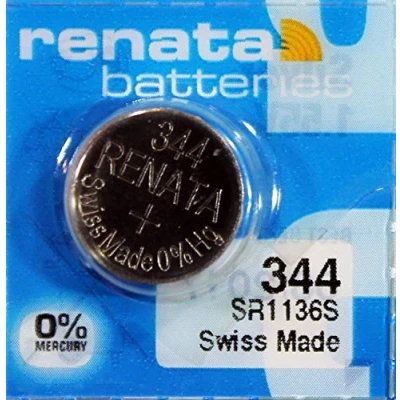 renata
batteries
344
RENATA
+
Swiss Made 0% Hg
344
SR1136S
Swiss Made
0%
MERCURY